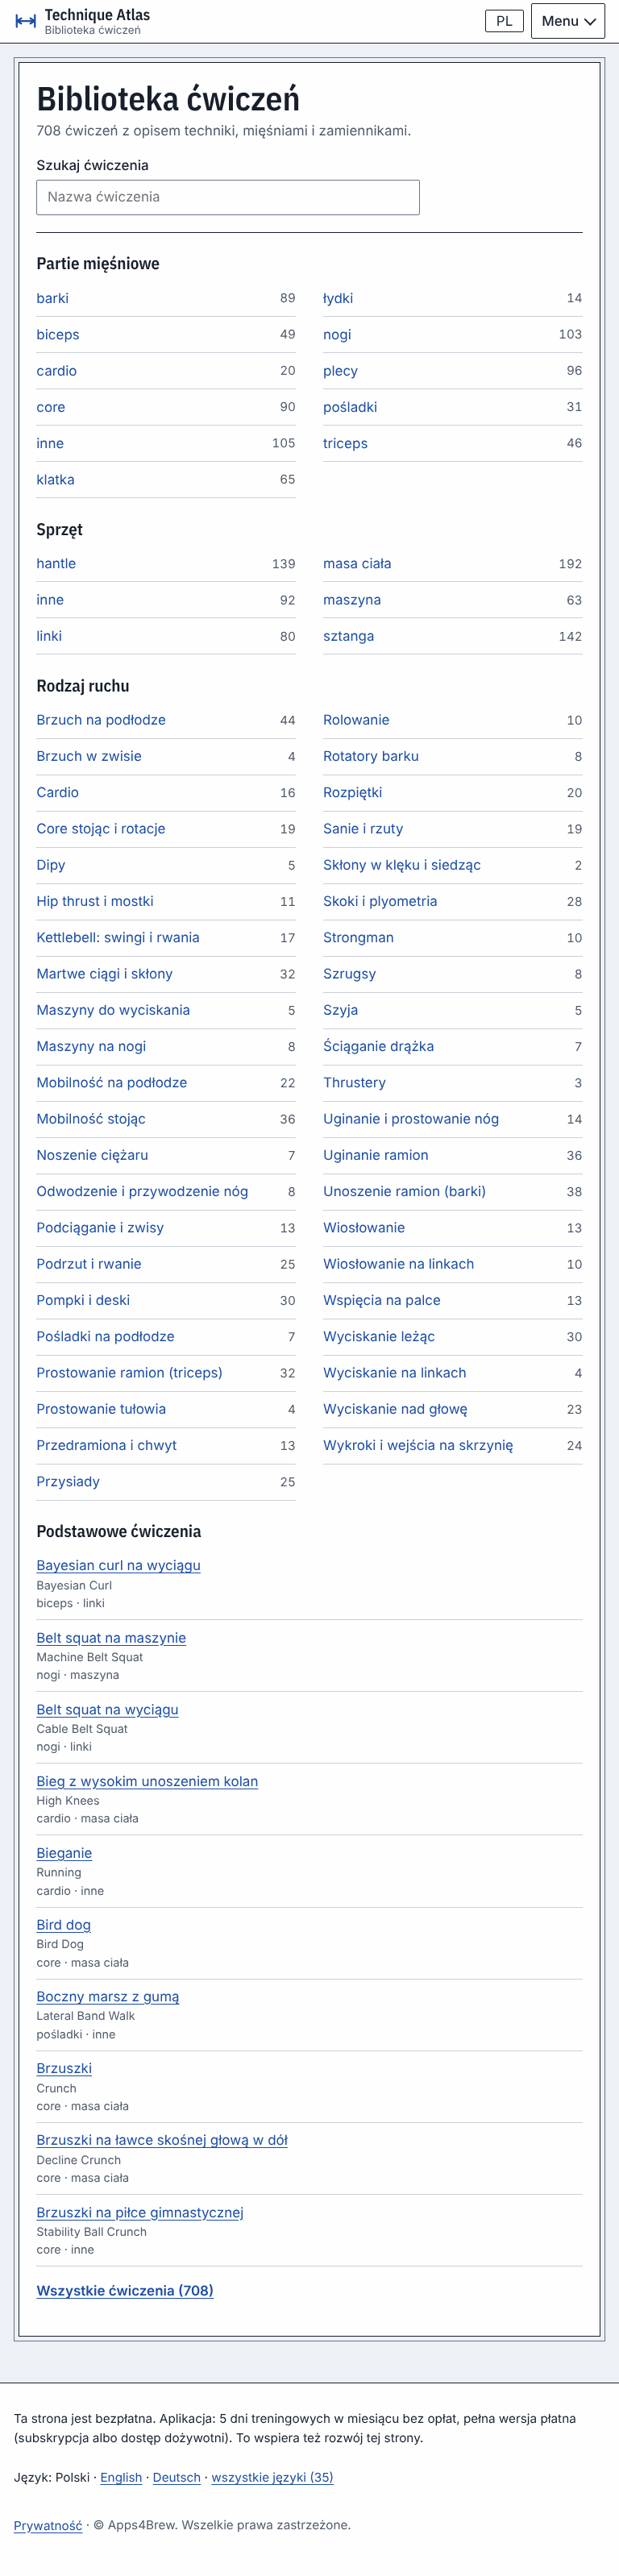 Technique Atlas
Biblioteka ćwiczeń
PL
Menu
Biblioteka ćwiczeń
708 ćwiczeń z opisem techniki, mięśniami i zamiennikami.
Szukaj ćwiczenia
Nazwa ćwiczenia
Partie mięśniowe
barki 89
biceps 49
cardio 20
core 90
inne 105
klatka 65
łydki 14
nogi 103
plecy 96
pośladki 31
triceps 46
Sprzęt
hantle 139
inne 92
linki 80
masa ciała 192
maszyna 63
sztanga 142
Rodzaj ruchu
Brzuch na podłodze 44
Brzuch w zwisie 4
Cardio 16
Core stojąc i rotacje 19
Dipy 5
Hip thrust i mostki 11
Kettlebell: swingi i rwania 17
Martwe ciągi i skłony 32
Maszyny do wyciskania 5
Maszyny na nogi 8
Mobilność na podłodze 22
Mobilność stojąc 36
Noszenie ciężaru 7
Odwodzenie i przywodzenie nóg 8
Podciąganie i zwisy 13
Podrzut i rwanie 25
Pompki i deski 30
Pośladki na podłodze 7
Prostowanie ramion (triceps) 32
Prostowanie tułowia 4
Przedramiona i chwyt 13
Przysiady 25
Rolowanie 10
Rotatory barku 8
Rozpiętki 20
Sanie i rzuty 19
Skłony w klęku i siedząc 2
Skoki i plyometria 28
Strongman 10
Szrugsy 8
Szyja 5
Ściąganie drążka 7
Thrustery 3
Uginanie i prostowanie nóg 14
Uginanie ramion 36
Unoszenie ramion (barki) 38
Wiosłowanie 13
Wiosłowanie na linkach 10
Wspięcia na palce 13
Wyciskanie leżąc 30
Wyciskanie na linkach 4
Wyciskanie nad głowę 23
Wykroki i wejścia na skrzynię 24
Podstawowe ćwiczenia
Bayesian curl na wyciągu
Bayesian Curl
biceps · linki
Belt squat na maszynie
Machine Belt Squat
nogi · maszyna
Belt squat na wyciągu
Cable Belt Squat
nogi · linki
Bieg z wysokim unoszeniem kolan
High Knees
cardio · masa ciała
Bieganie
Running
cardio · inne
Bird dog
Bird Dog
core · masa ciała
Boczny marsz z gumą
Lateral Band Walk
pośladki · inne
Brzuszki
Crunch
core · masa ciała
Brzuszki na ławce skośnej głową w dół
Decline Crunch
core · masa ciała
Brzuszki na piłce gimnastycznej
Stability Ball Crunch
core · inne
Wszystkie ćwiczenia (708)
Ta strona jest bezpłatna. Aplikacja: 5 dni treningowych w miesiącu bez opłat, pełna wersja płatna
(subskrypcja albo dostęp dożywotni). To wspiera też rozwój tej strony.
Język: Polski · English · Deutsch · wszystkie języki (35)
Prywatność · © Apps4Brew. Wszelkie prawa zastrzeżone.